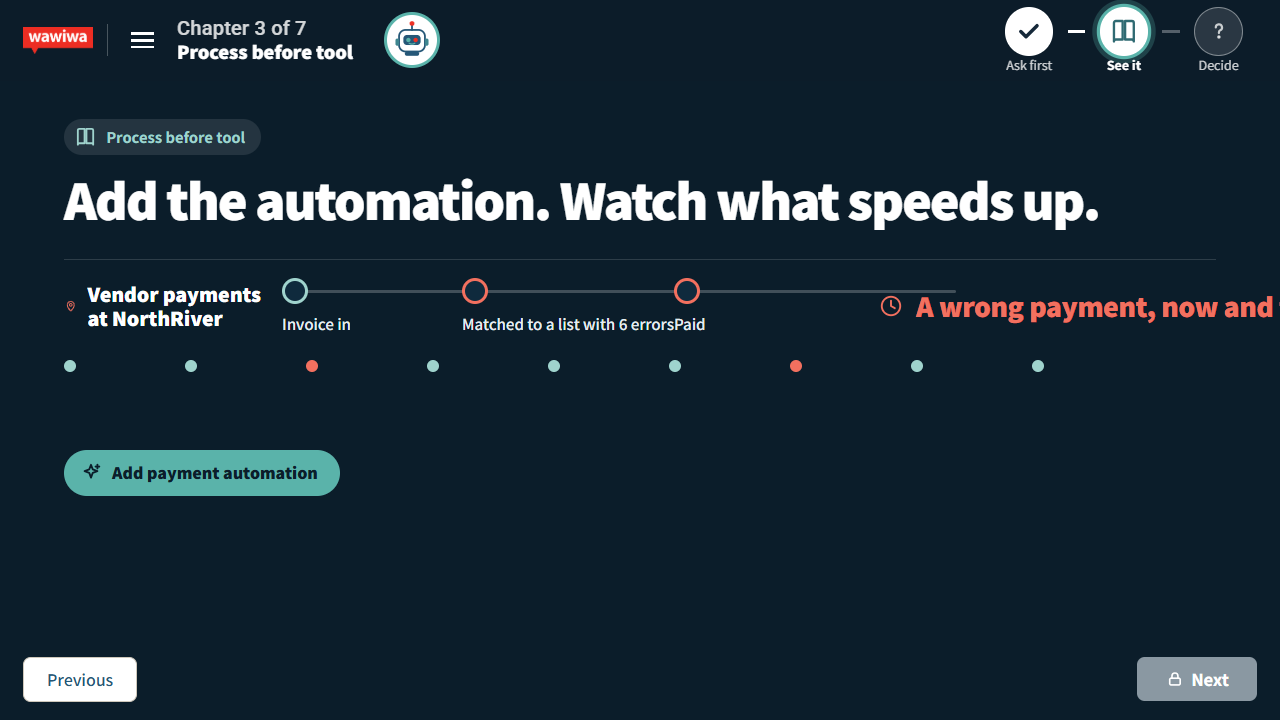 wawiwa
Chapter 3 of 7
Process before tool
Ask first
See it
?
Decide
Process before tool
Add the automation. Watch what speeds up.
Vendor payments
at NorthRiver
Invoice in
Matched to a list with 6 errors
Paid
A wrong payment, now and
Add payment automation
Previous
Next